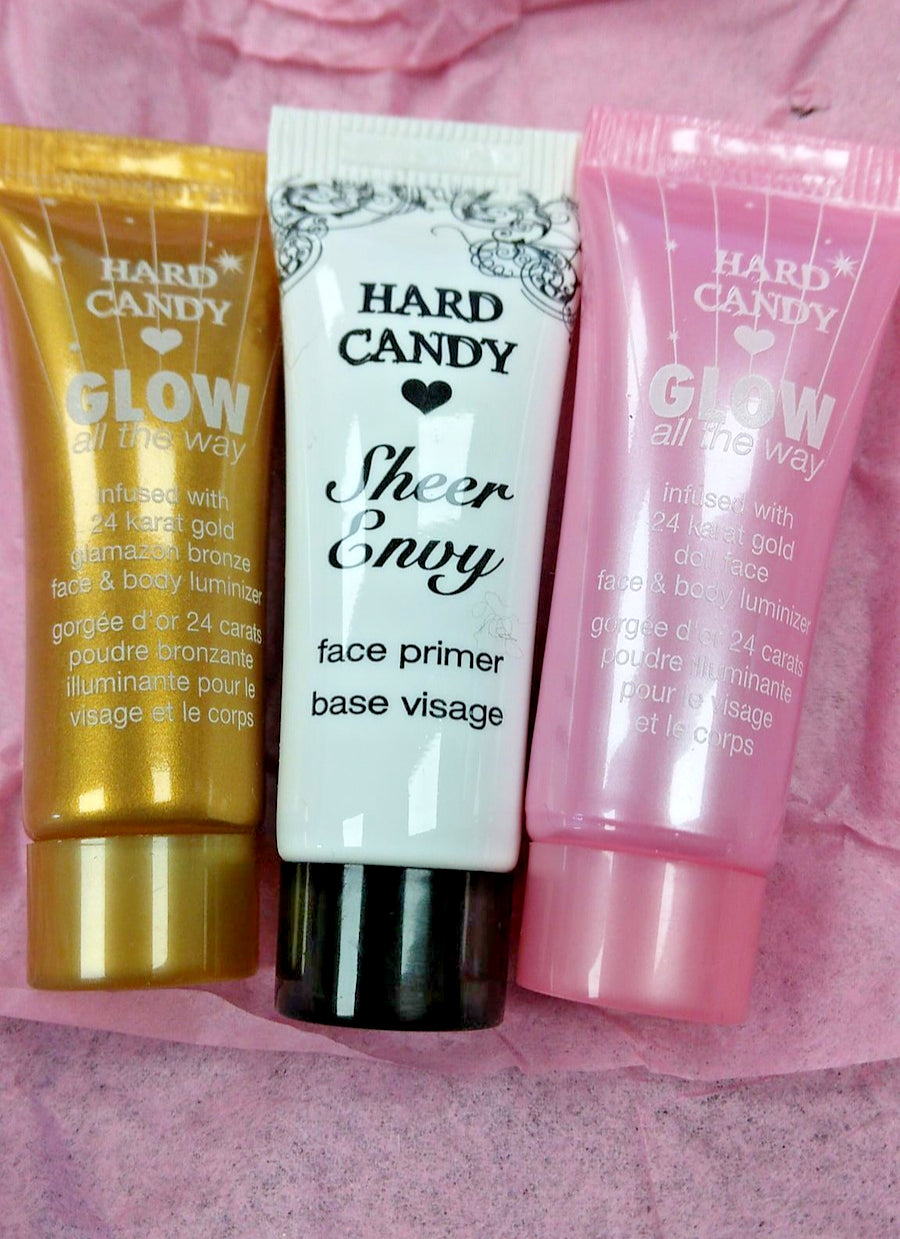 HARD
CANDY
GLOW
all the way
infused with
24 karat gold
glamazon bronze
face & body luminizer
gorgée d'or 24 carats
poudre bronzante
illuminante pour le
visage et le corps
HARD
CANDY
Sheer
Envy
face primer
base visage
HARD
CANDY
GLOW
all the way
infused with
24 karat gold
doll face
face & body luminizer
gorgée d'or 24 carats
poudre illuminante
pour le visage
et le corps